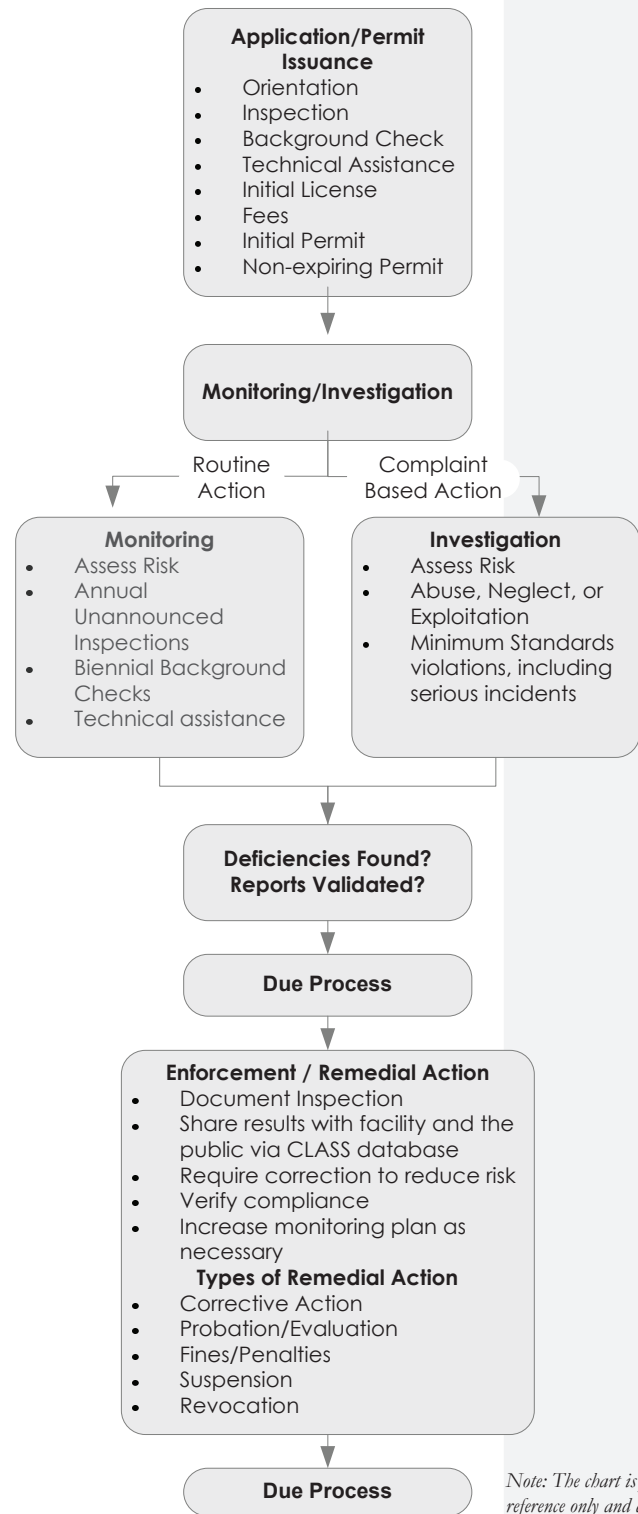 Application/Permit
Issuance
• Orientation
• Inspection
• Background Check
• Technical Assistance
• Initial License
• Fees
• Initial Permit
• Non-expiring Permit
Monitoring/Investigation
Routine
Action
Complaint
Based Action
Monitoring
• Assess Risk
• Annual
Unannounced
Inspections
• Biennial Background
Checks
• Technical assistance
Investigation
• Assess Risk
• Abuse, Neglect, or
Exploitation
• Minimum Standards
violations, including
serious incidents
Deficiencies Found?
Reports Validated?
Due Process
Enforcement / Remedial Action
• Document Inspection
• Share results with facility and the
public via CLASS database
• Require correction to reduce risk
• Verify compliance
• Increase monitoring plan as
necessary
Types of Remedial Action
• Corrective Action
• Probation/Evaluation
• Fines/Penalties
• Suspension
• Revocation
Due Process
Note: The chart is
reference only and